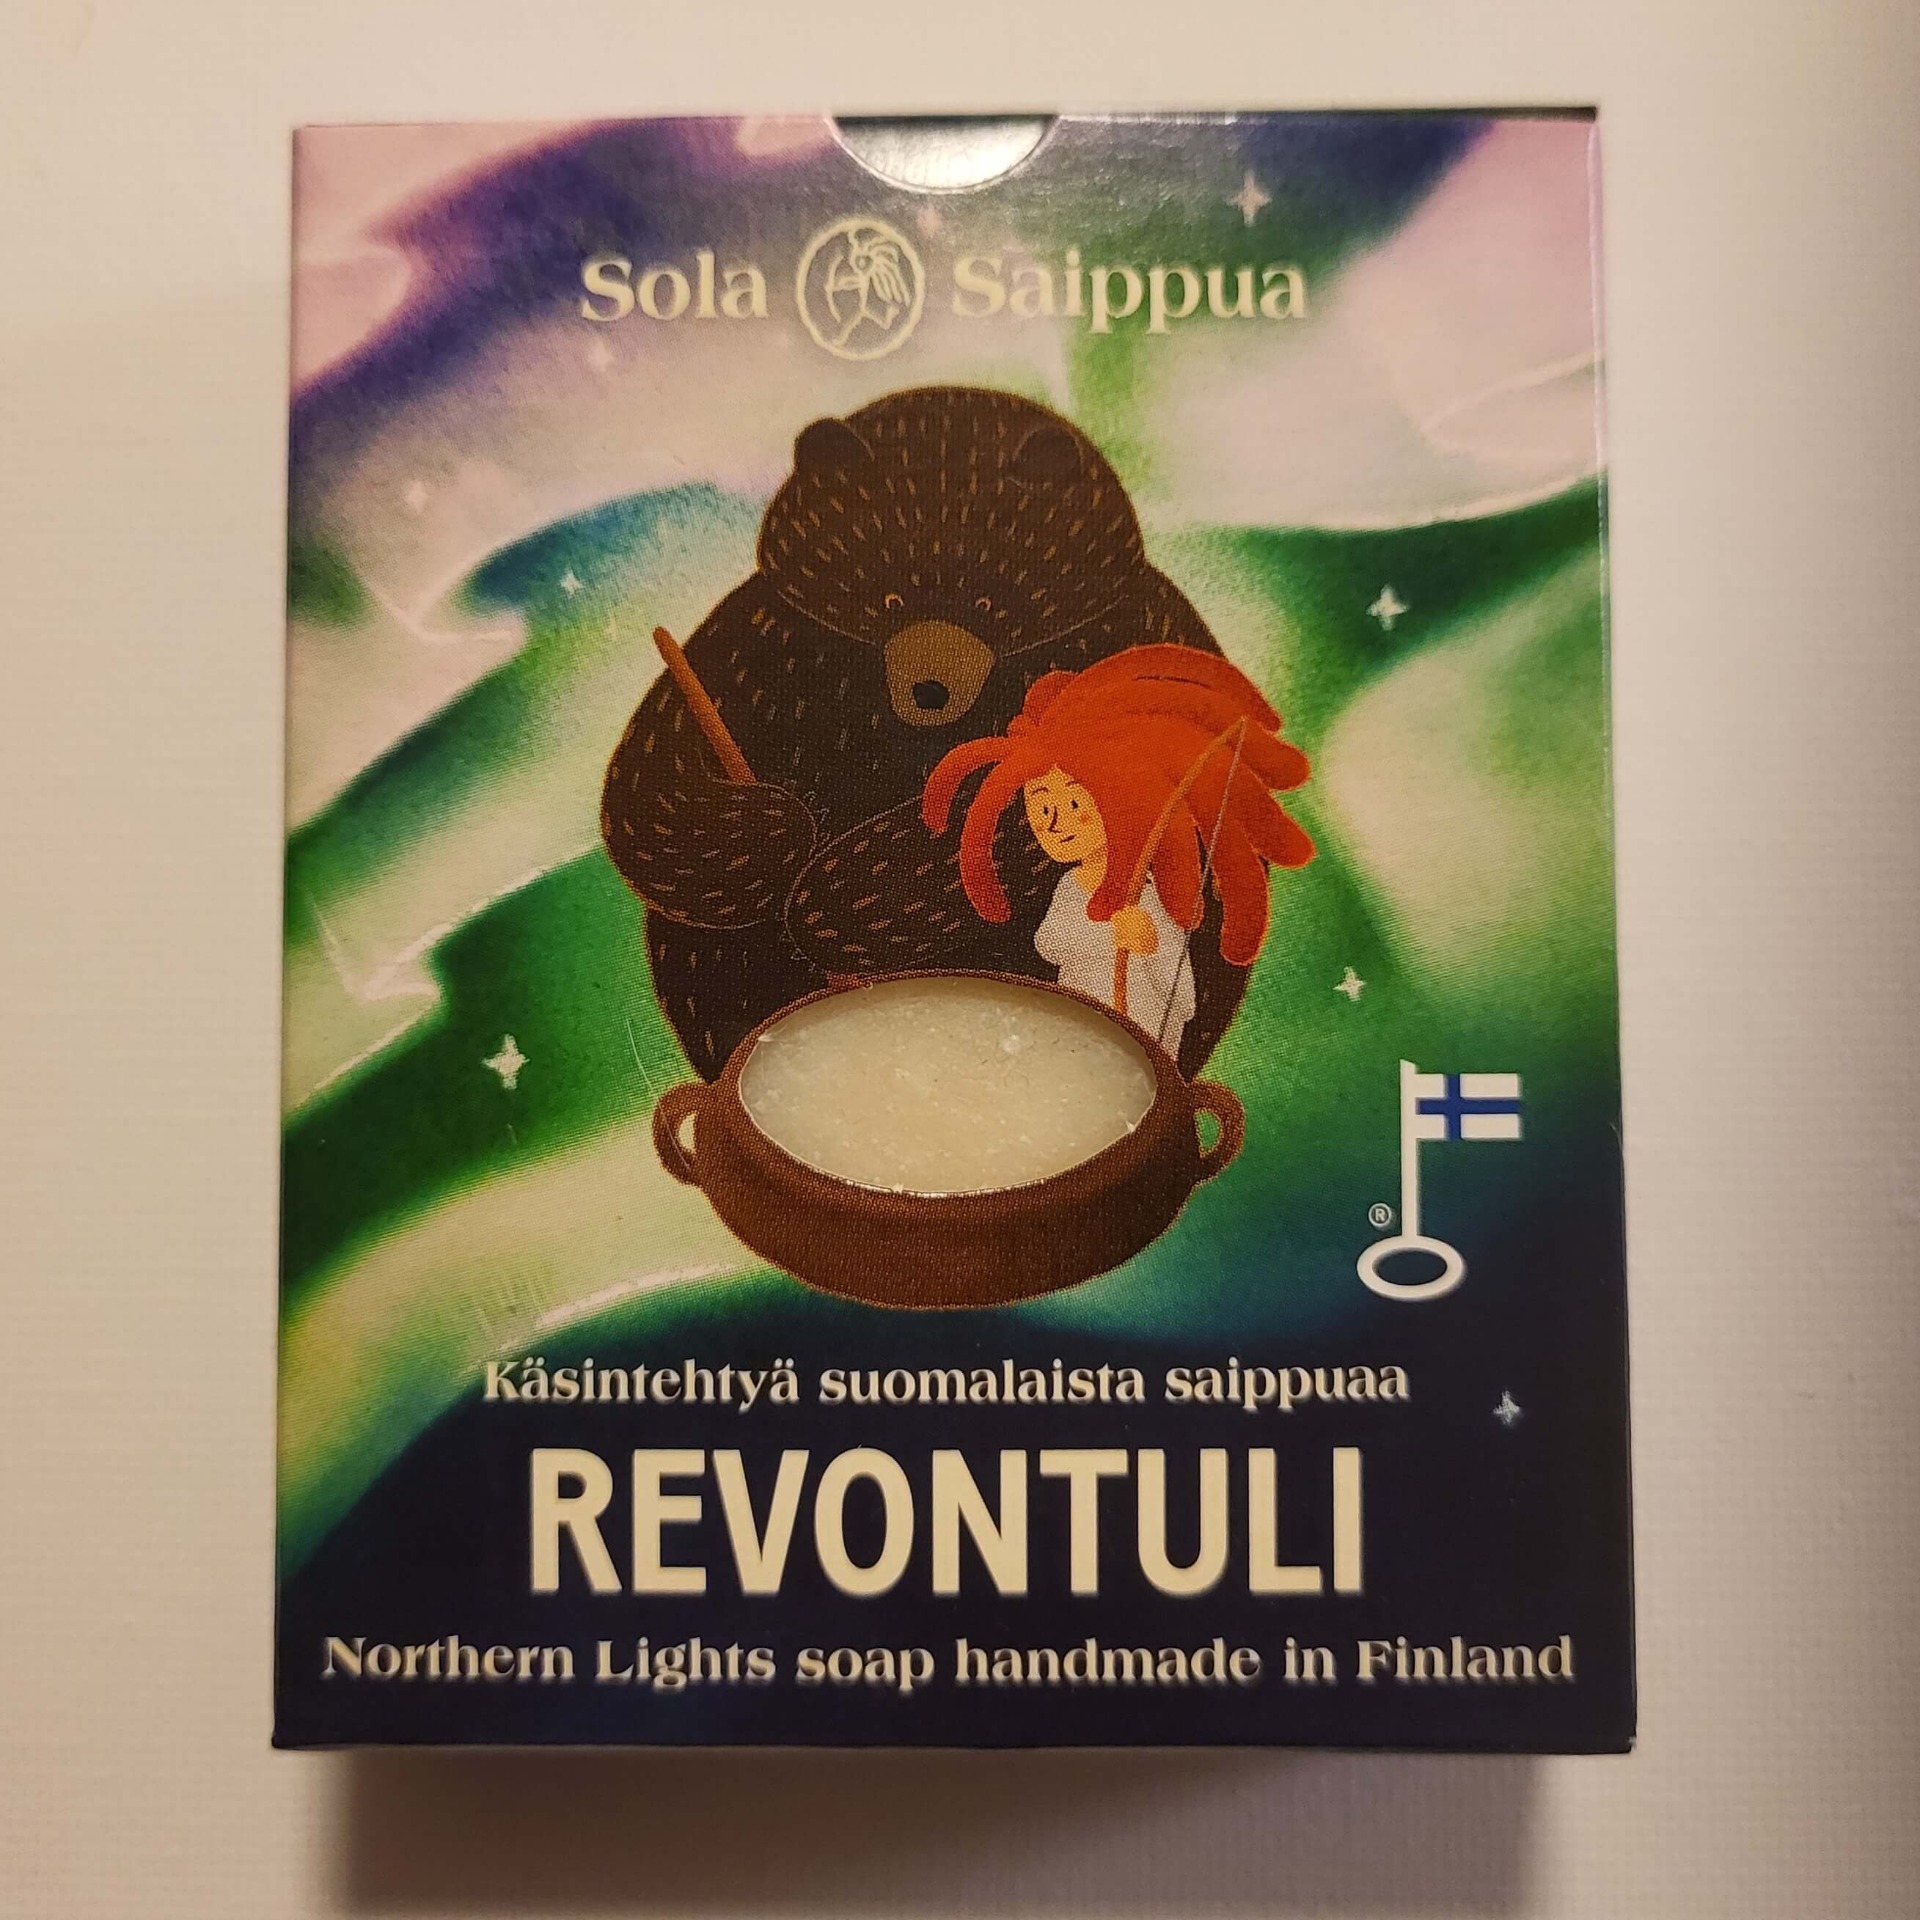 Sola Saippua
®
Käsintehtyä suomalaista saippuaa
REVONTULI
Northern Lights soap handmade in Finland